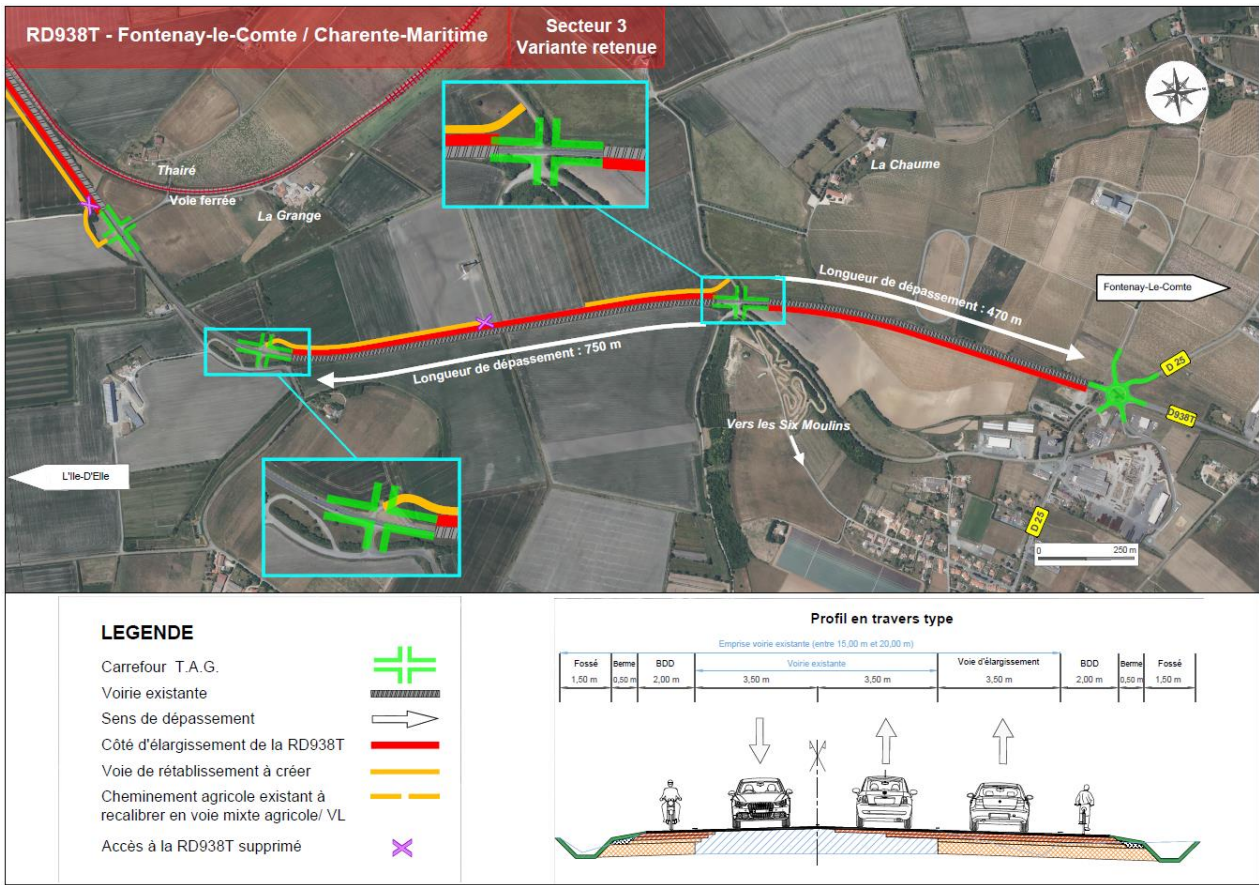 RD938T - Fontenay-le-Comte / Charente-Maritime
Secteur 3
Variante retenue
Thairé
Voie ferrée
La Grange
La Chaume
Longueur de dépassement : 470 m
Fontenay-Le-Comte
Longueur de dépassement : 750 m
D 25
D938T
Vers les Six Moulins
L'Ile-D'Elle
D 25
0 250 m
LEGENDE
Carrefour T.A.G.
Voirie existante
Sens de dépassement
Côté d'élargissement de la RD938T
Voie de rétablissement à créer
Cheminement agricole existant à
recalibrer en voie mixte agricole/ VL
Accès à la RD938T supprimé
Profil en travers type
Emprise voirie existante (entre 15,00 m et 20,00 m)
Fossé Berme BDD Voirie existante Voie d'élargissement BDD Berme Fossé
1,50 m 0,50 m 2,00 m 3,50 m 3,50 m 3,50 m 2,00 m 0,50 m 1,50 m